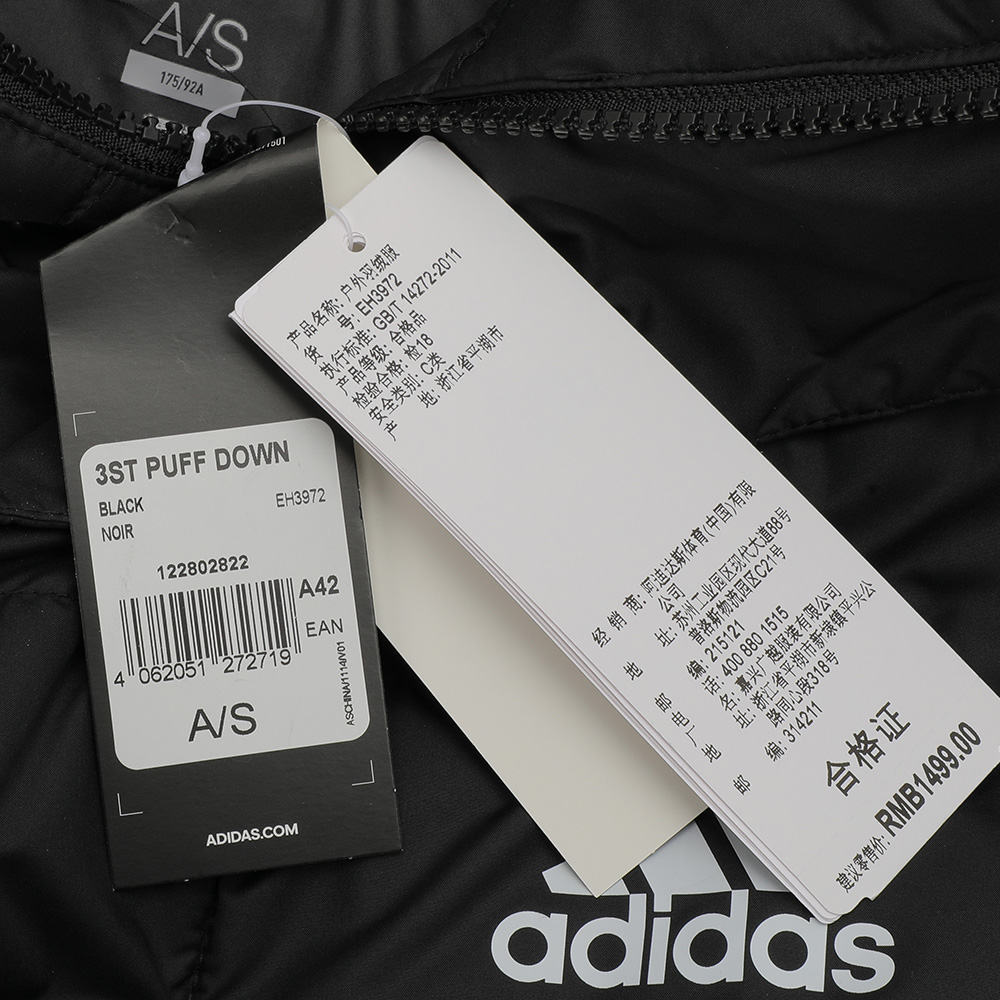 A/S
175/92A
3ST PUFF DOWN
BLACK EH3972
NOIR
122802822
A42
EAN
4 062051 272719
ASCHINA/1114/V01
A/S
ADIDAS.COM
产品名称: 户外羽绒服
货 号: EH3972
执行标准: GB/T 14272-2011
产品等级: 合格品
检验合格: 检18
安全类别: C类
产 地: 浙江省平湖市
经 销 商: 阿迪达斯体育(中国)有限
公司
地 址: 苏州工业园区现代大道88号
普洛斯物流园区C21号
邮 编: 215121
电 话: 400 880 1515
厂 名: 嘉兴广越服装有限公司
地 址: 浙江省平湖市新埭镇平兴公
路同心段318号
邮 编: 314211
合格证
建议零售价: RMB1499.00
adidas